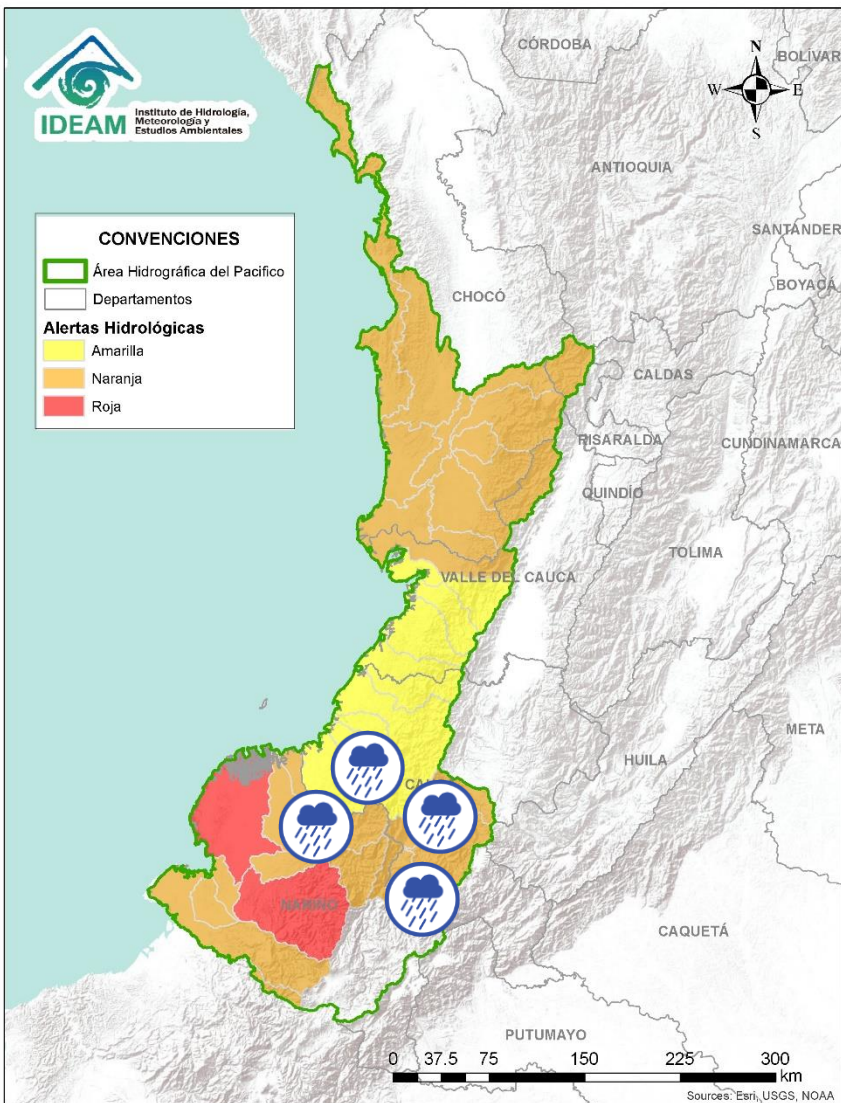 IDEAM
Instituto de Hidrología,
Meteorología y
Estudios Ambientales
N
W E
S
CÓRDOBA
BOLÍVAR
ANTIOQUIA
SANTANDER
BOYACÁ
CHOCÓ
CALDAS
RISARALDA
CUNDINAMARCA
QUINDÍO
TOLIMA
VALLE DEL CAUCA
META
HUILA
NARIÑO
CAQUETÁ
PUTUMAYO
CONVENCIONES
Área Hidrográfica del Pacifico
Departamentos
Alertas Hidrológicas
Amarilla
Naranja
Roja
0 37.5 75 150 225 300
km
Sources: Esri, USGS, NOAA